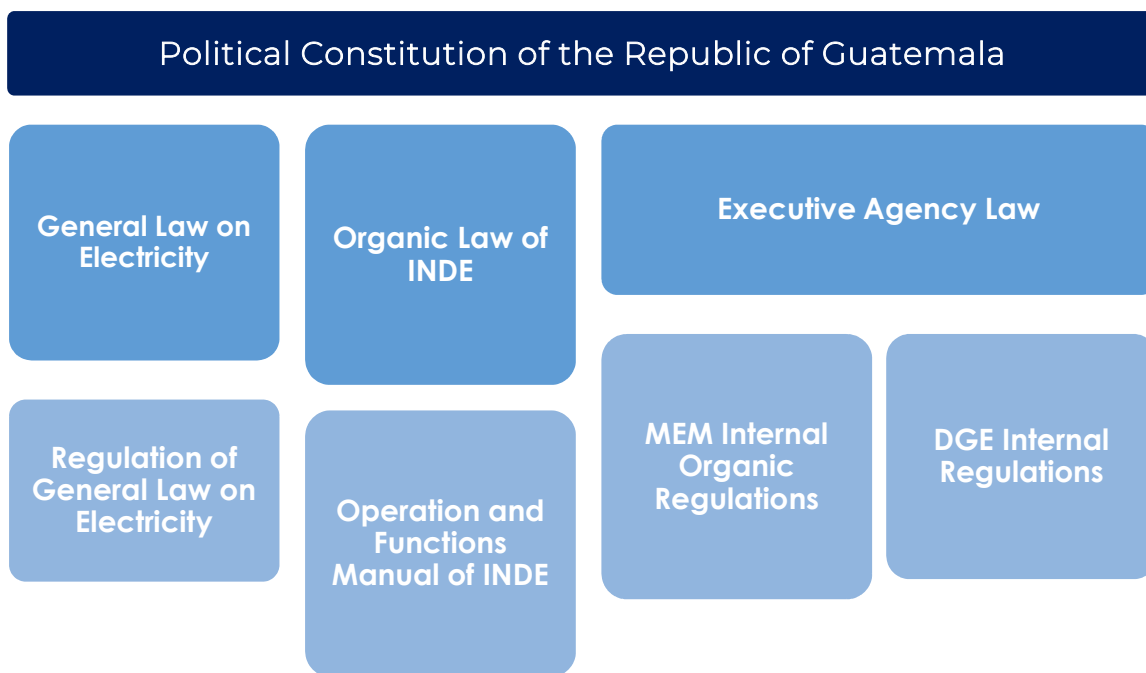 Political Constitution of the Republic of Guatemala
General Law on
Electricity
Organic Law of
INDE
Executive Agency Law
Regulation of
General Law on
Electricity
Operation and
Functions
Manual of INDE
MEM Internal
Organic
Regulations
DGE Internal
Regulations